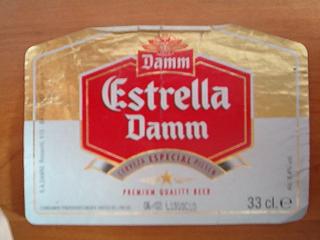 Damm
Estrella
Damm
CERVEZA ESPECIAL PILSEN
PREMIUM QUALITY BEER
33 cl. e